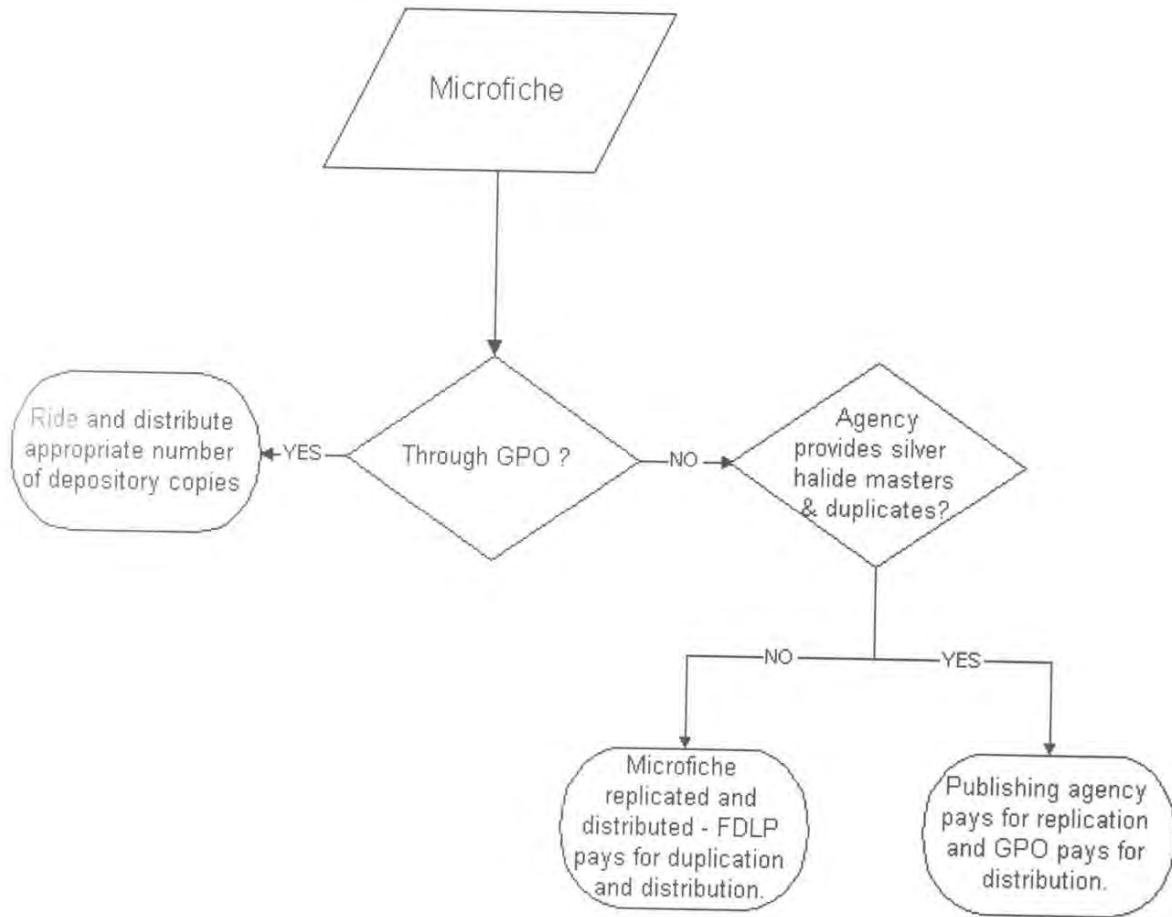 Microfiche
Ride and distribute
appropriate number
of depository copies
YES
Through GPO ?
NO
Agency
provides silver
halide masters
& duplicates?
NO
YES
Microfiche
replicated and
distributed - FDLP
pays for duplication
and distribution.
Publishing agency
pays for replication
and GPO pays for
distribution.